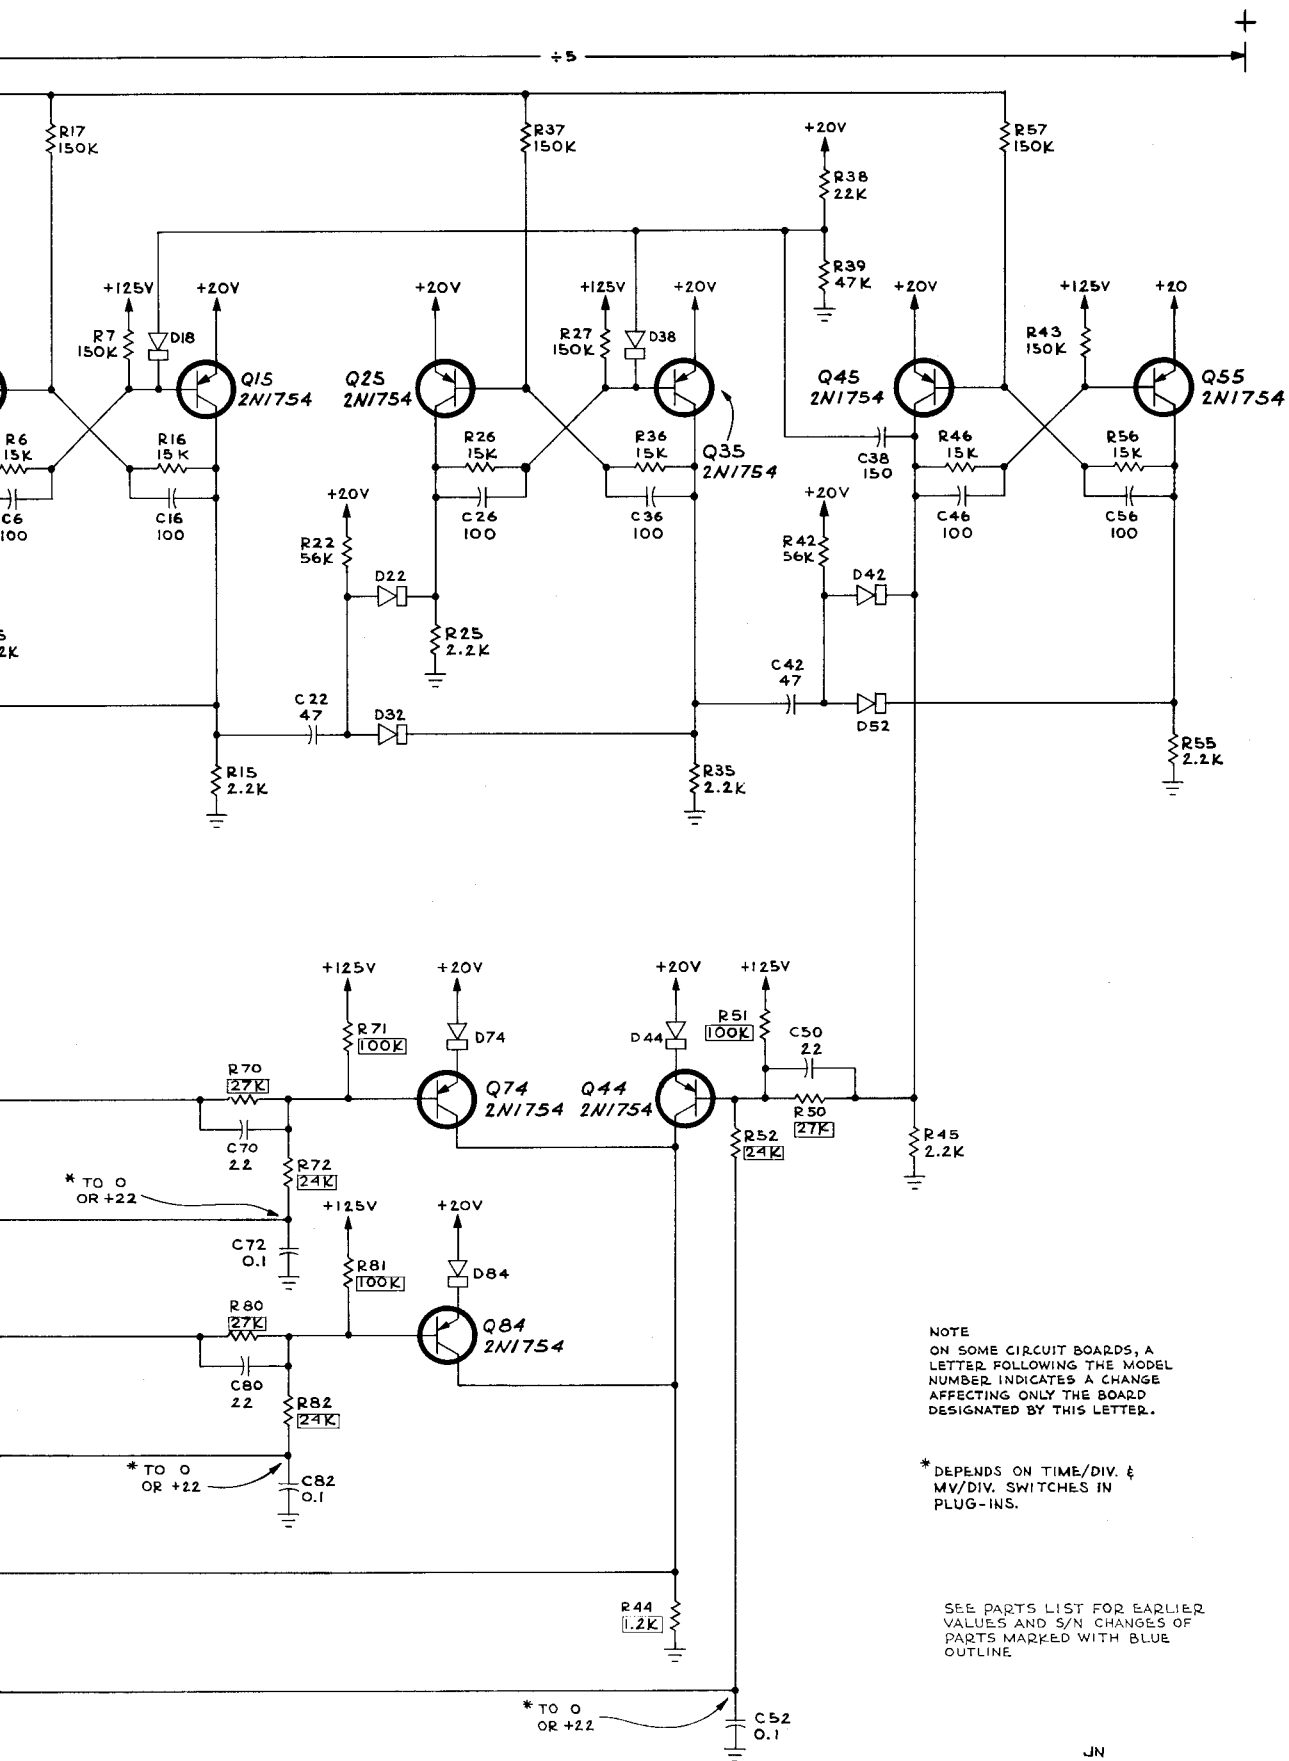 +
÷5
R17
150K
R37
150K
+20V
R57
150K
R38
22K
R39
47K
+125V
+20V
+20V
+125V
+20V
+20V
+125V
+20
R7
150K
D18
R27
150K
D38
R43
150K
Q15
2N1754
Q25
2N1754
Q45
2N1754
Q55
2N1754
Q35
2N1754
R6
15K
R16
15K
R26
15K
R36
15K
C38
150
R46
15K
R56
15K
C6
100
C16
100
+20V
C26
100
C36
100
+20V
C46
100
C56
100
R22
56K
D22
R42
56K
D42
R25
2.2K
2K
C22
47
D32
C42
47
D52
R15
2.2K
R35
2.2K
R55
2.2K
+125V
+20V
+20V
+125V
R71
100K
D74
D44
R51
100K
C50
22
R70
27K
Q74
2N1754
Q44
2N1754
R50
27K
C70
22
R72
24K
R52
24K
R45
2.2K
* TO 0
OR +22
+125V
+20V
C72
0.1
R81
100K
D84
R80
27K
Q84
2N1754
C80
22
R82
24K
* TO 0
OR +22
C82
0.1
NOTE
ON SOME CIRCUIT BOARDS, A
LETTER FOLLOWING THE MODEL
NUMBER INDICATES A CHANGE
AFFECTING ONLY THE BOARD
DESIGNATED BY THIS LETTER.
* DEPENDS ON TIME/DIV. &
MV/DIV. SWITCHES IN
PLUG-INS.
R44
1.2K
SEE PARTS LIST FOR EARLIER
VALUES AND S/N CHANGES OF
PARTS MARKED WITH BLUE
OUTLINE
* TO 0
OR +22
C52
0.1
JN